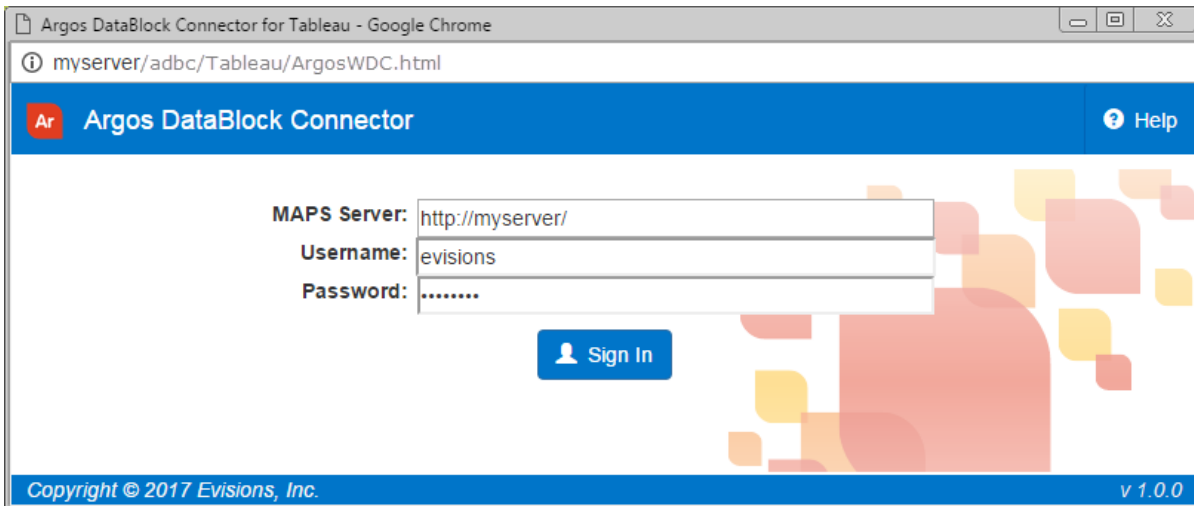 Argos DataBlock Connector for Tableau - Google Chrome
myserver/adbc/Tableau/ArgosWDC.html
Ar Argos DataBlock Connector Help
MAPS Server: http://myserver/
Username: evisions
Password: ••••••••
Sign In
Copyright © 2017 Evisions, Inc. v 1.0.0